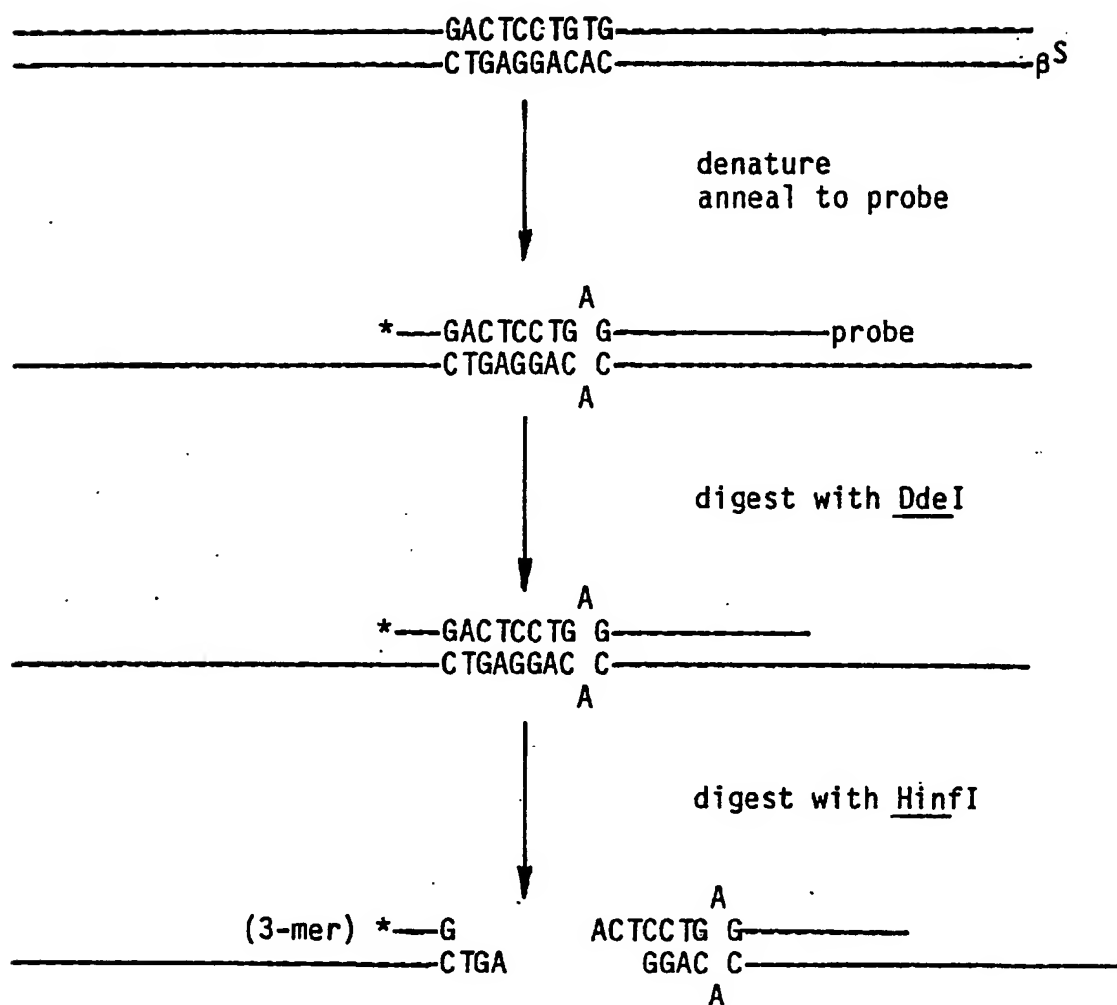 GACTCCTGTG
CTGAGGACAC βS
denature
anneal to probe
A
*—GACTCCTG G probe
CTGAGGAC C
A
digest with DdeI
A
*—GACTCCTG G
CTGAGGAC C
A
digest with HinfI
A
(3-mer) *—G ACTCCTG G
CTGA GGAC C
A